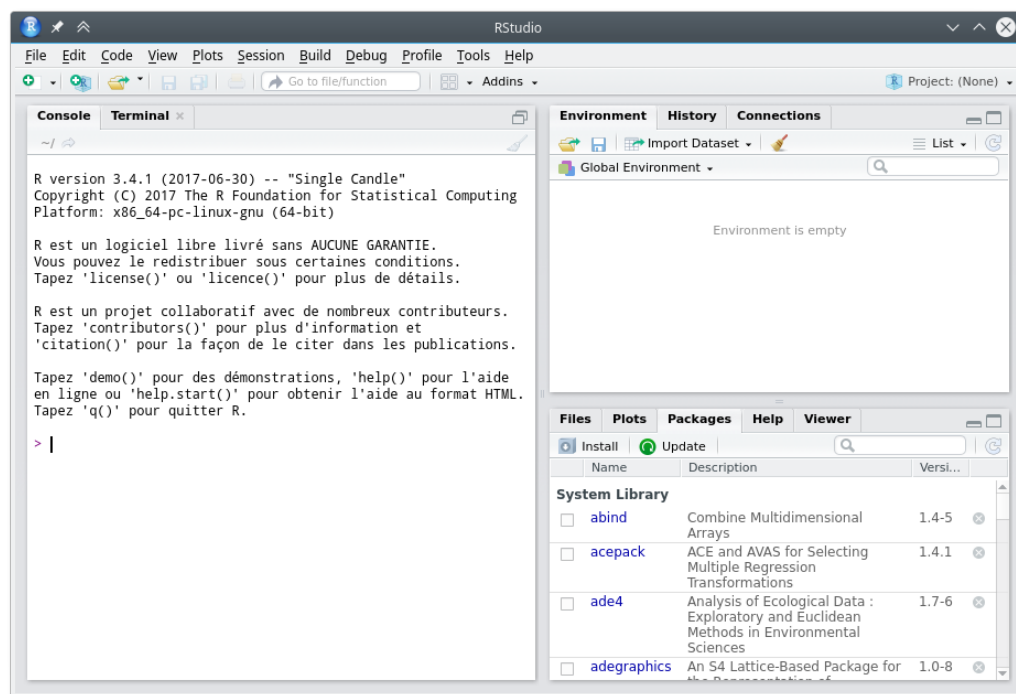 RStudio
File Edit Code View Plots Session Build Debug Profile Tools Help
Go to file/function Addins Project: (None)
Console Terminal
~/
R version 3.4.1 (2017-06-30) -- "Single Candle"
Copyright (C) 2017 The R Foundation for Statistical Computing
Platform: x86_64-pc-linux-gnu (64-bit)
R est un logiciel libre livré sans AUCUNE GARANTIE.
Vous pouvez le redistribuer sous certaines conditions.
Tapez 'license()' ou 'licence()' pour plus de détails.
R est un projet collaboratif avec de nombreux contributeurs.
Tapez 'contributors()' pour plus d'information et
'citation()' pour la façon de le citer dans les publications.
Tapez 'demo()' pour des démonstrations, 'help()' pour l'aide
en ligne ou 'help.start()' pour obtenir l'aide au format HTML.
Tapez 'q()' pour quitter R.
>
Environment History Connections
Import Dataset List
Global Environment
Environment is empty
Files Plots Packages Help Viewer
Install Update
Name Description Versi...
System Library
abind Combine Multidimensional 1.4-5
Arrays
acepack ACE and AVAS for Selecting 1.4.1
Multiple Regression
Transformations
ade4 Analysis of Ecological Data : 1.7-6
Exploratory and Euclidean
Methods in Environmental
Sciences
adegraphics An S4 Lattice-Based Package for 1.0-8